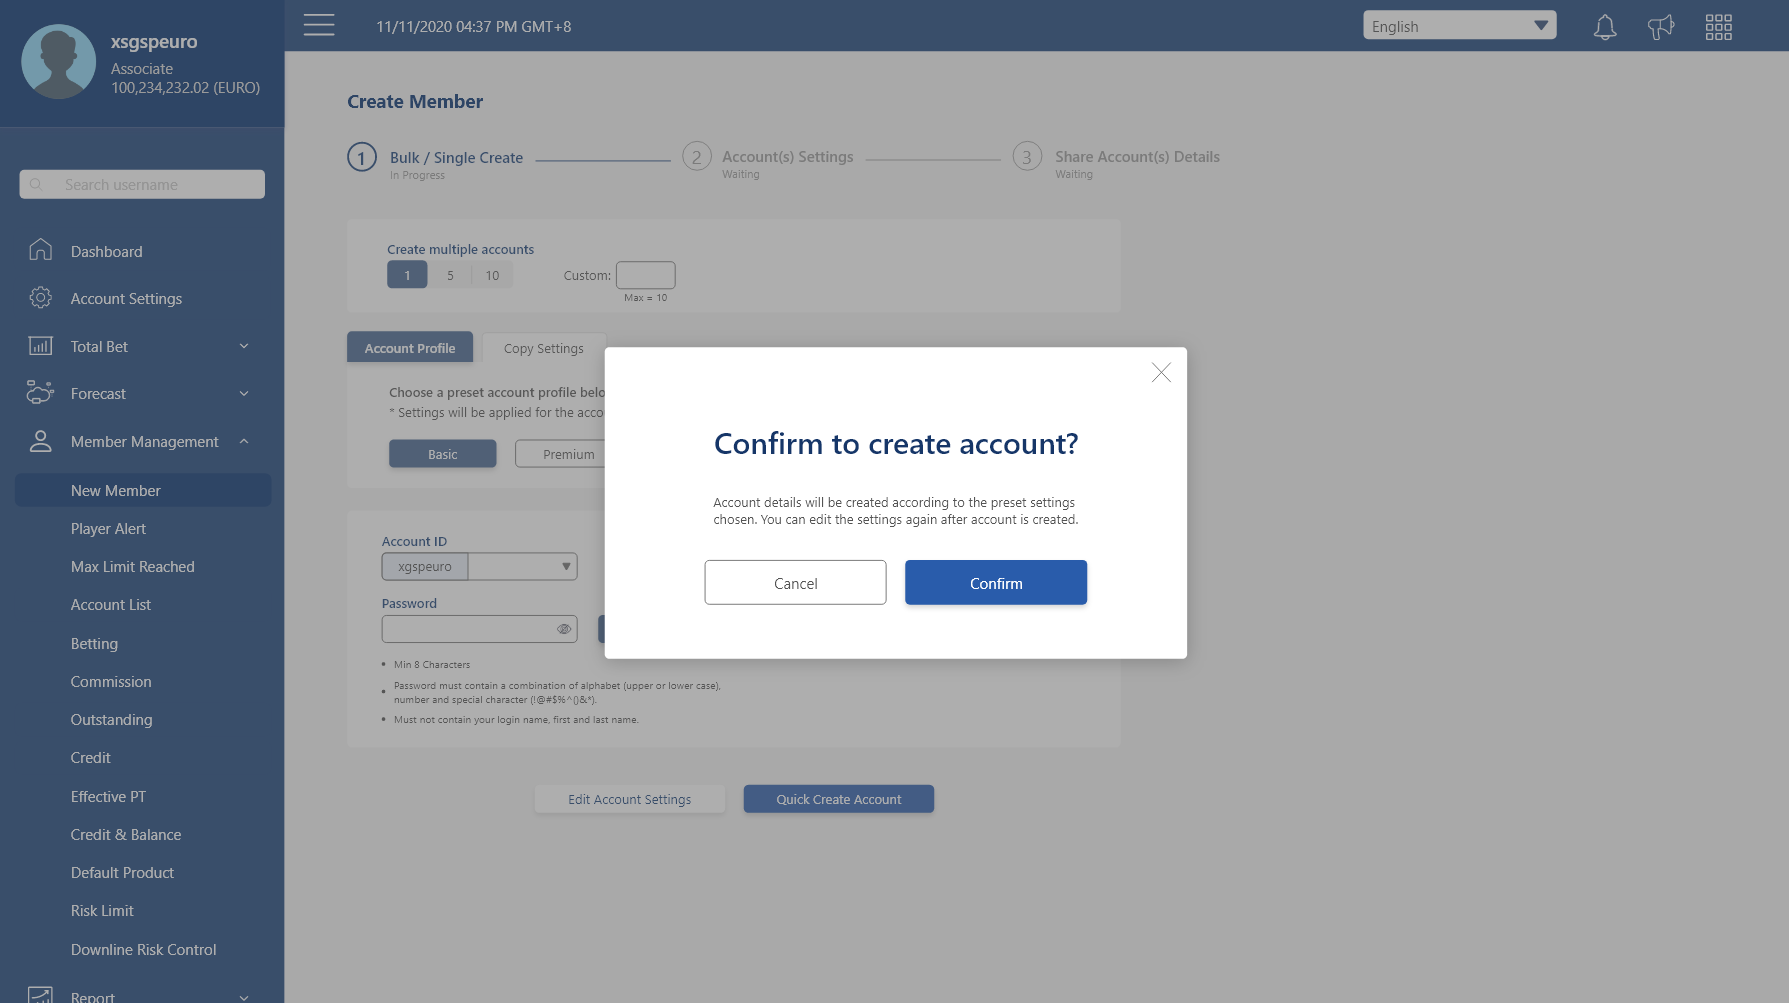 xsgspeuro
Associate
100,234,232.02 (EURO)
11/11/2020 04:37 PM GMT+8
English
Search username
Dashboard
Account Settings
Total Bet
Forecast
Member Management
New Member
Player Alert
Max Limit Reached
Account List
Betting
Commission
Outstanding
Credit
Effective PT
Credit & Balance
Default Product
Risk Limit
Downline Risk Control
Report
Create Member
1 Bulk / Single Create
In Progress
2 Account(s) Settings
Waiting
3 Share Account(s) Details
Waiting
Create multiple accounts
1 5 10 Custom:
Max = 10
Account Profile Copy Settings
Choose a preset account profile belo
* Settings will be applied for the acco
Basic Premium
Account ID
xgspeuro
Password
Min 8 Characters
Password must contain a combination of alphabet (upper or lower case),
number and special character (!@#$%^()&*).
Must not contain your login name, first and last name.
Edit Account Settings Quick Create Account
Confirm to create account?
Account details will be created according to the preset settings
chosen. You can edit the settings again after account is created.
Cancel Confirm